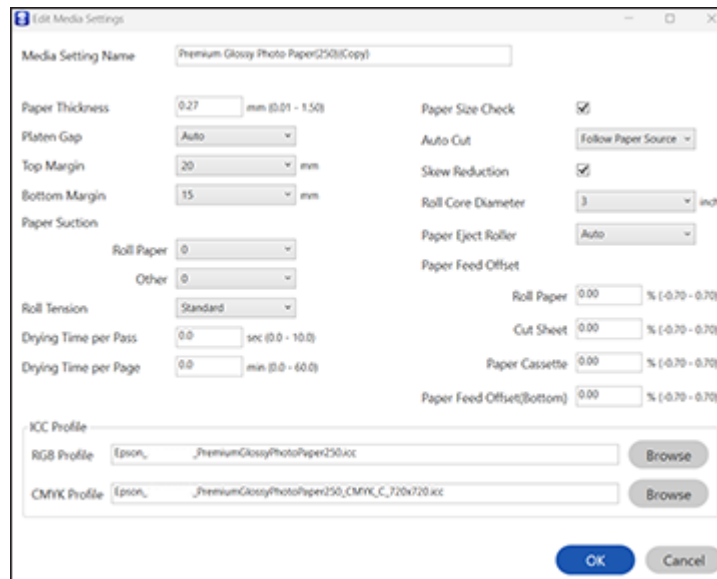 Edit Media Settings
Media Setting Name Premium Glossy Photo Paper(250)(Copy)
Paper Thickness 0.27 mm (0.01 - 1.50)
Platen Gap Auto
Top Margin 20 mm
Bottom Margin 15 mm
Paper Suction
Roll Paper 0
Other 0
Roll Tension Standard
Drying Time per Pass 0.0 sec (0.0 - 10.0)
Drying Time per Page 0.0 min (0.0 - 60.0)
Paper Size Check
Auto Cut Follow Paper Source
Skew Reduction
Roll Core Diameter 3 inch
Paper Eject Roller Auto
Paper Feed Offset
Roll Paper 0.00 % (-0.70 - 0.70)
Cut Sheet 0.00 % (-0.70 - 0.70)
Paper Cassette 0.00 % (-0.70 - 0.70)
Paper Feed Offset(Bottom) 0.00 % (-0.70 - 0.70)
ICC Profile
RGB Profile Epson_ _PremiumGlossyPhotoPaper250.icc Browse
CMYK Profile Epson_ _PremiumGlossyPhotoPaper250_CMYK_C_720x720.icc Browse
OK Cancel